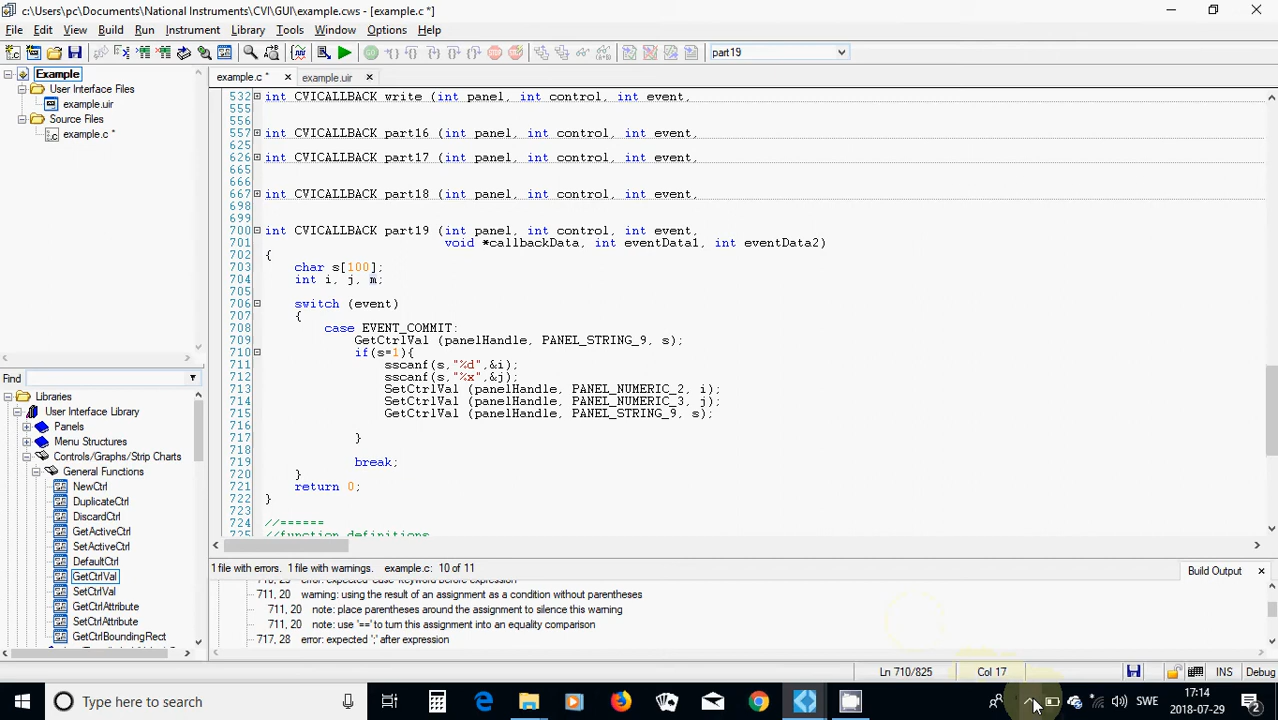 c:\Users\pc\Documents\National Instruments\CVI\GUI\example.cws - [example.c *]
File Edit View Build Run Instrument Library Tools Window Options Help
part19
Example
User Interface Files
example.uir
Source Files
example.c *
example.c * × example.uir ×
532 int CVICALLBACK write (int panel, int control, int event,
555
556
557 int CVICALLBACK part16 (int panel, int control, int event,
625
626 int CVICALLBACK part17 (int panel, int control, int event,
665
666
667 int CVICALLBACK part18 (int panel, int control, int event,
698
699
700 int CVICALLBACK part19 (int panel, int control, int event,
701 void *callbackData, int eventData1, int eventData2)
702 {
703 char s[100];
704 int i, j, m;
705
706 switch (event)
707 {
708 case EVENT_COMMIT:
709 GetCtrlVal (panelHandle, PANEL_STRING_9, s);
710 if(s=1){
711 sscanf(s,"%d",&i);
712 sscanf(s,"%x",&j);
713 SetCtrlVal (panelHandle, PANEL_NUMERIC_2, i);
714 SetCtrlVal (panelHandle, PANEL_NUMERIC_3, j);
715 GetCtrlVal (panelHandle, PANEL_STRING_9, s);
716
717 }
718
719 break;
720 }
721 return 0;
722 }
723
724 //======
725 //function definitions
Find
Libraries
User Interface Library
Panels
Menu Structures
Controls/Graphs/Strip Charts
General Functions
NewCtrl
DuplicateCtrl
DiscardCtrl
GetActiveCtrl
SetActiveCtrl
DefaultCtrl
GetCtrlVal
SetCtrlVal
GetCtrlAttribute
SetCtrlAttribute
GetCtrlBoundingRect
1 file with errors. 1 file with warnings. example.c: 10 of 11
Build Output
error: expected 'case' keyword before expression
711, 20 warning: using the result of an assignment as a condition without parentheses
711, 20 note: place parentheses around the assignment to silence this warning
711, 20 note: use '==' to turn this assignment into an equality comparison
717, 28 error: expected ';' after expression
Ln 710/825 Col 17 INS Debug
Type here to search
SWE
17:14
2018-07-29
2